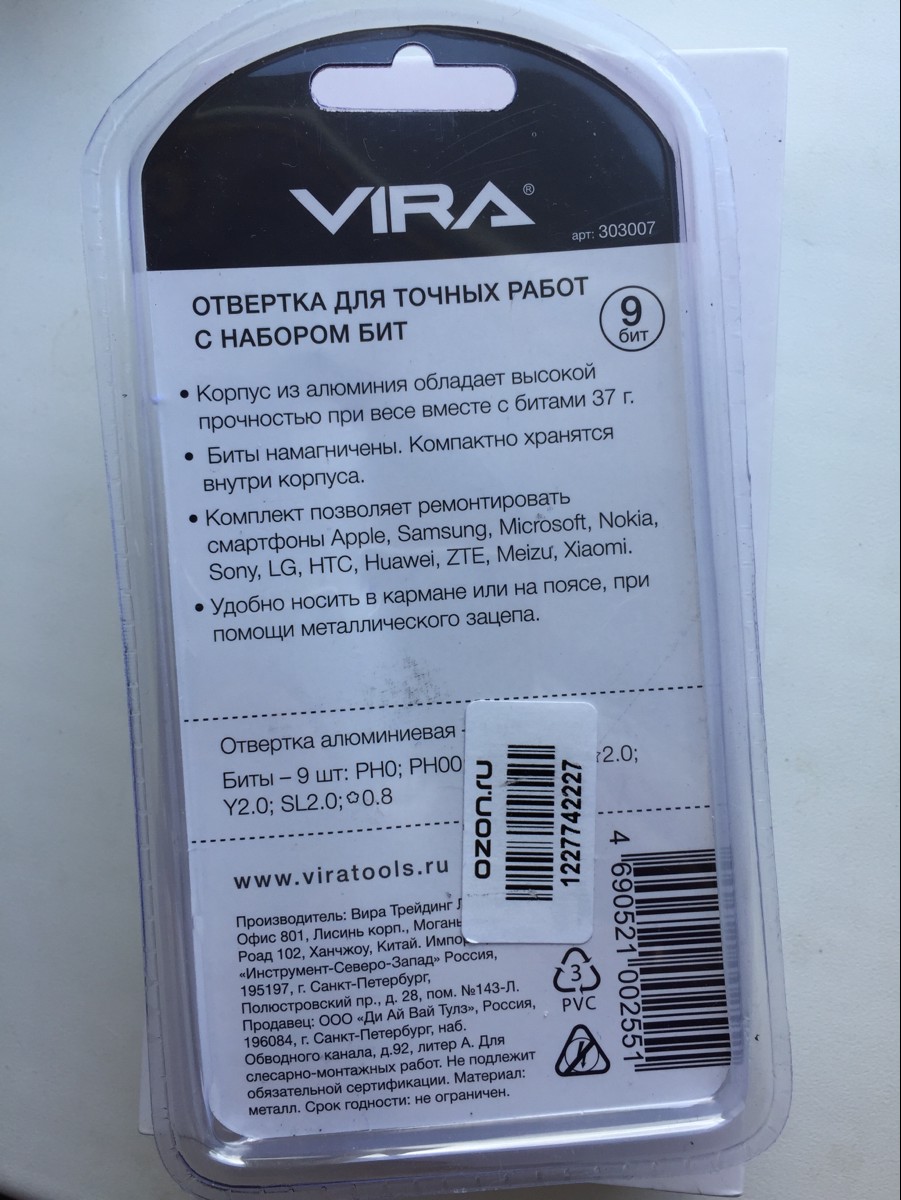 VIRA®
арт: 303007
ОТВЕРТКА ДЛЯ ТОЧНЫХ РАБОТ
С НАБОРОМ БИТ
9
бит
• Корпус из алюминия обладает высокой
прочностью при весе вместе с битами 37 г.
• Биты намагничены. Компактно хранятся
внутри корпуса.
• Комплект позволяет ремонтировать
смартфоны Apple, Samsung, Microsoft, Nokia,
Sony, LG, HTC, Huawei, ZTE, Meizu, Xiaomi.
• Удобно носить в кармане или на поясе, при
помощи металлического зацепа.
Отвертка алюминиевая -
Биты – 9 шт: PH0; PH00 2.0;
Y2.0; SL2.0; 0.8
ozon.ru
1227742227
www.viratools.ru
Производитель: Вира Трейдинг
Офис 801, Лисинь корп.,
Роад 102, Ханчжоу, Китай.
«Инструмент-Северо-Запад» Россия,
195197, г. Санкт-Петербург,
Полюстровский пр., д. 28, пом. №143-Л.
Продавец: ООО «Ди Ай Вай Тулз», Россия,
196084, г. Санкт-Петербург, наб.
Обводного канала, д.92, литер А. Для
слесарно-монтажных работ. Не подлежит
обязательной сертификации. Материал:
металл. Срок годности: не ограничен.
3
PVC
4 690521 002551